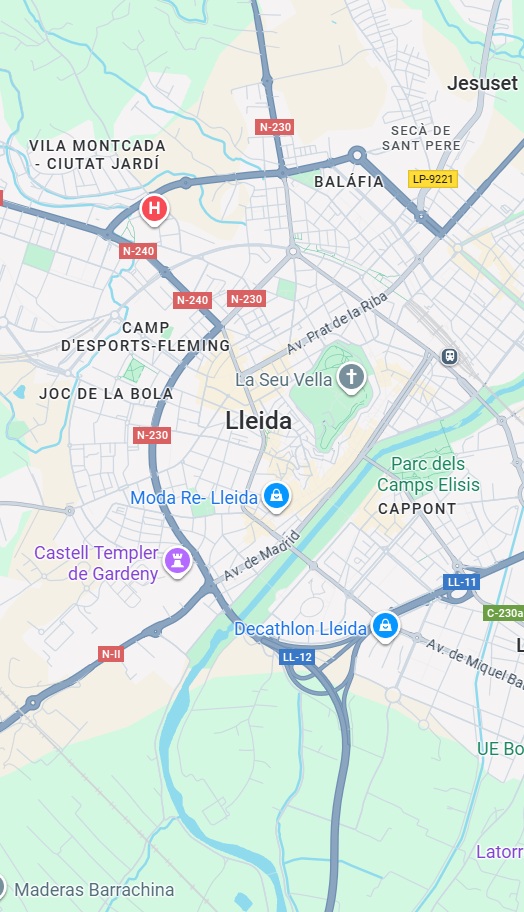 Jesuset
N-230
SECÀ DE
SANT PERE
VILA MONTCADA
- CIUTAT JARDÍ
BALÁFIA
LP-9221
H
N-240
N-240
N-230
CAMP
D'ESPORTS-FLEMING
Av. Prat de la Riba
La Seu Vella
JOC DE LA BOLA
Lleida
N-230
Parc dels
Camps Elisis
Moda Re- Lleida
CAPPONT
Castell Templer
de Gardeny
Av. de Madrid
LL-11
C-230a
Decathlon Lleida
L
N-II
LL-12
Av. de Miquel Ba
UE Bo
Latorr
Maderas Barrachina